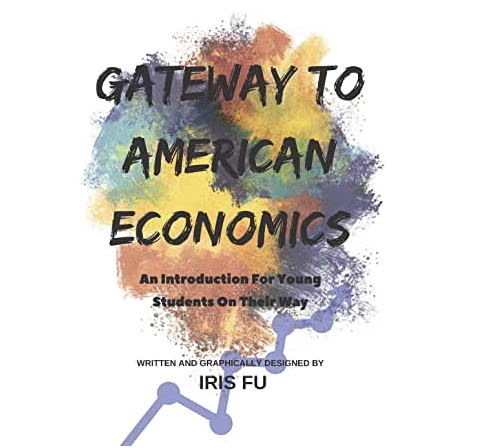 GATEWAY TO
AMERICAN
ECONOMICS
An Introduction For Young
Students On Their Way
WRITTEN AND GRAPHICALLY DESIGNED BY
IRIS FU